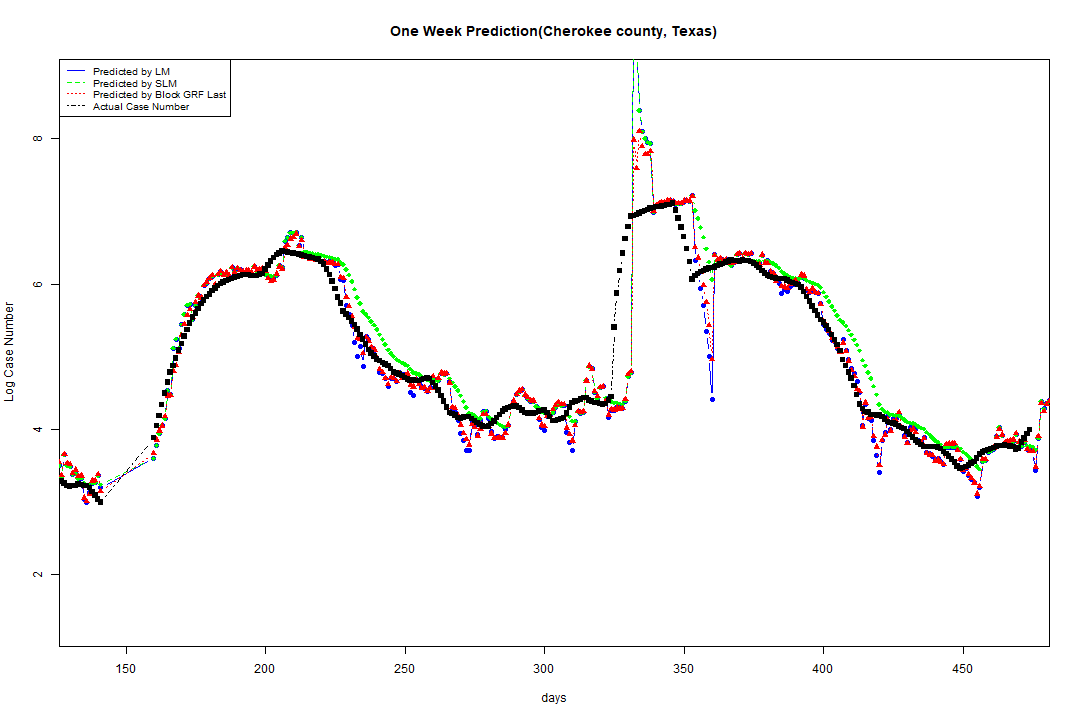 One Week Prediction(Cherokee county, Texas)
Predicted by LM
Predicted by SLM
Predicted by Block GRF Last
Actual Case Number
8
6
4
2
Log Case Number
150 200 250 300 350 400 450
days